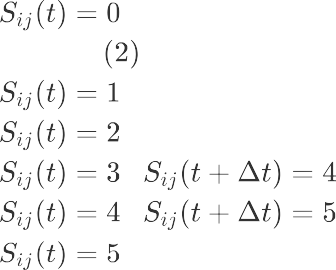 S_{ij}(t) = 0
(2)
S_{ij}(t) = 1
S_{ij}(t) = 2
S_{ij}(t) = 3   S_{ij}(t + Δt) = 4
S_{ij}(t) = 4   S_{ij}(t + Δt) = 5
S_{ij}(t) = 5